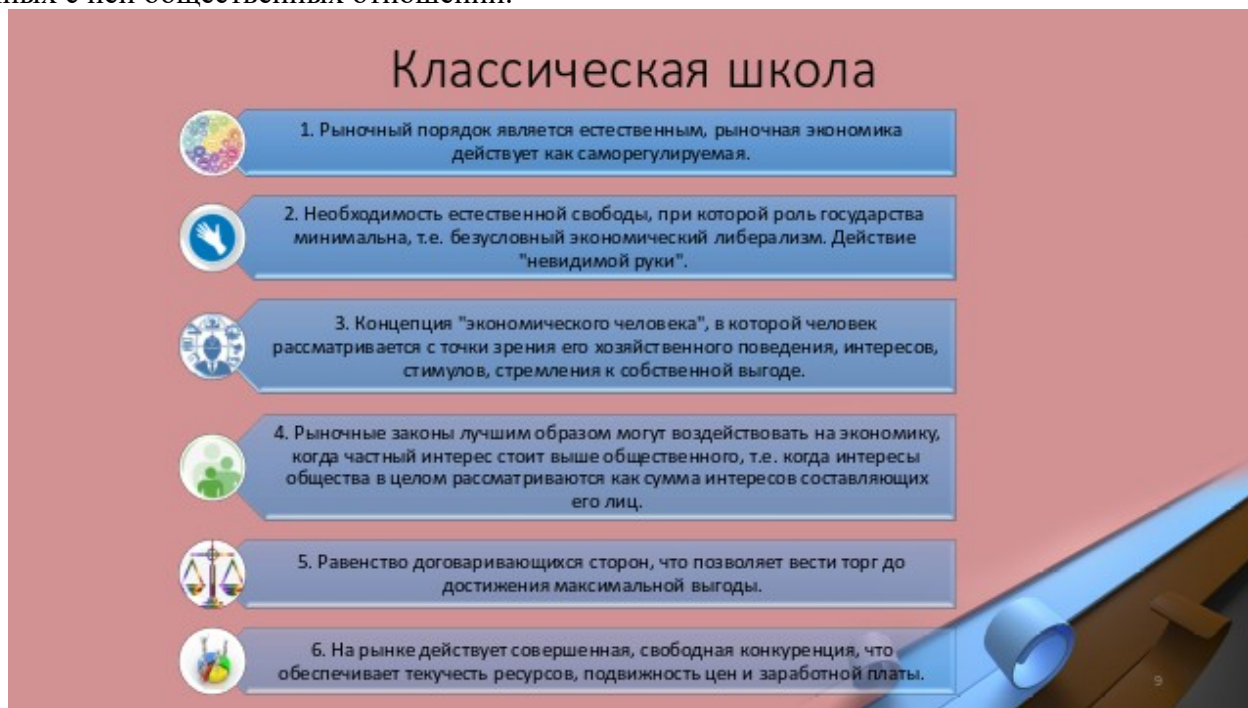 общественных отношений.
Классическая школа
1. Рыночный порядок является естественным, рыночная экономика
действует как саморегулируемая.
2. Необходимость естественной свободы, при которой роль государства
минимальна, т.е. безусловный экономический либерализм. Действие
"невидимой руки".
3. Концепция "экономического человека", в которой человек
рассматривается с точки зрения его хозяйственного поведения, интересов,
стимулов, стремления к собственной выгоде.
4. Рыночные законы лучшим образом могут воздействовать на экономику,
когда частный интерес стоит выше общественного, т.е. когда интересы
общества в целом рассматриваются как сумма интересов составляющих
его лиц.
5. Равенство договаривающихся сторон, что позволяет вести торг до
достижения максимальной выгоды.
6. На рынке действует совершенная, свободная конкуренция, что
обеспечивает текучесть ресурсов, подвижность цен и заработной платы.
9